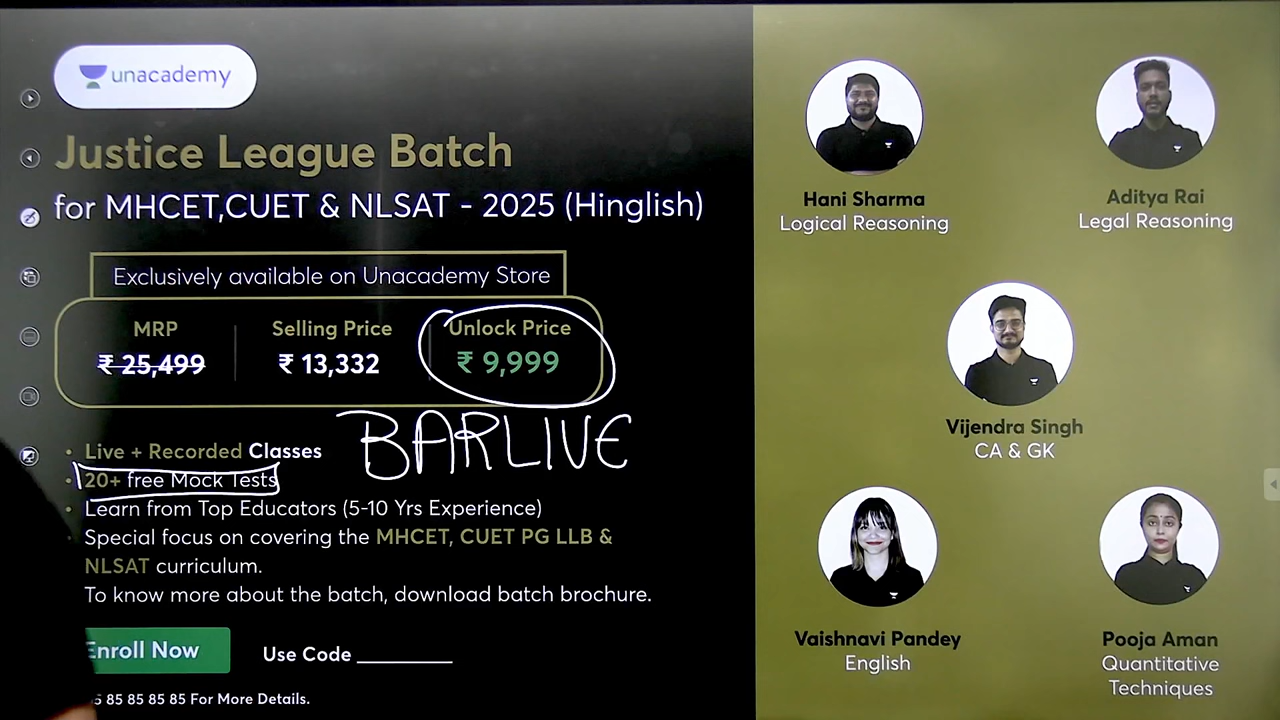 unacademy
Justice League Batch
for MHCET,CUET & NLSAT - 2025 (Hinglish)
Exclusively available on Unacademy Store
MRP
₹ 25,499
Selling Price
₹ 13,332
Unlock Price
₹ 9,999
BARLIVE
• Live + Recorded Classes
• 20+ free Mock Tests
• Learn from Top Educators (5-10 Yrs Experience)
Special focus on covering the MHCET, CUET PG LLB &
NLSAT curriculum.
To know more about the batch, download batch brochure.
Enroll Now
Use Code ________
85 85 85 85 For More Details.
Hani Sharma
Logical Reasoning
Aditya Rai
Legal Reasoning
Vijendra Singh
CA & GK
Vaishnavi Pandey
English
Pooja Aman
Quantitative
Techniques